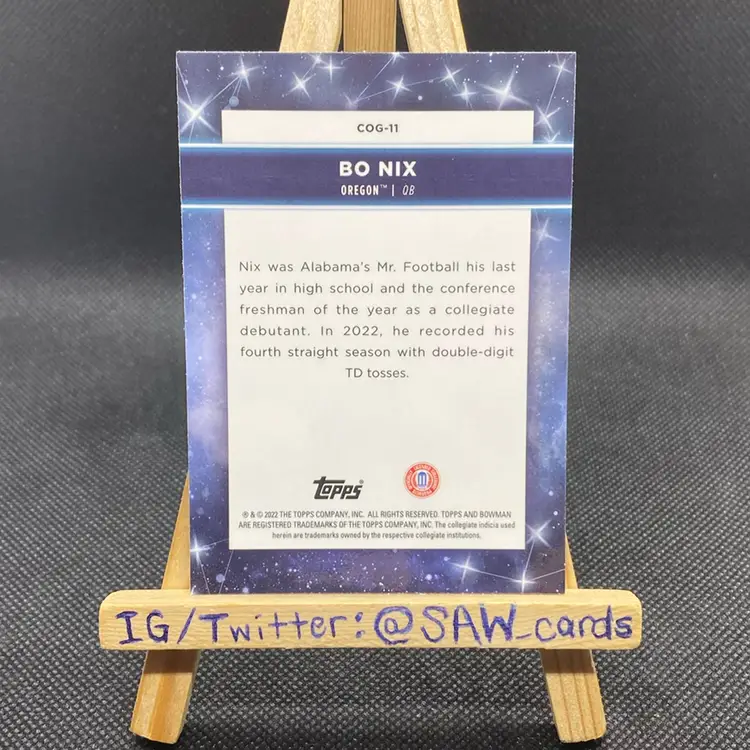 COG-11
BO NIX
OREGON™ | QB
Nix was Alabama's Mr. Football his last
year in high school and the conference
freshman of the year as a collegiate
debutant. In 2022, he recorded his
fourth straight season with double-digit
TD tosses.
topps
® & © 2022 THE TOPPS COMPANY, INC. ALL RIGHTS RESERVED. TOPPS AND BOWMAN
ARE REGISTERED TRADEMARKS OF THE TOPPS COMPANY, INC. The collegiate indicia used
herein are trademarks owned by the respective collegiate institutions.
IG/Twitter:@SAW_cards